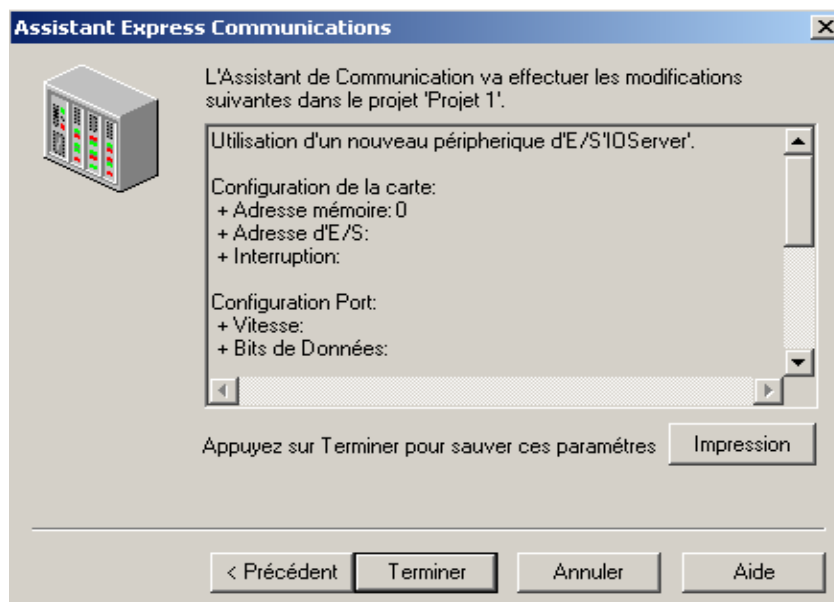 Assistant Express Communications
L'Assistant de Communication va effectuer les modifications
suivantes dans le projet 'Projet 1'.
Utilisation d'un nouveau péripherique d'E/S'IOServer'.
Configuration de la carte:
+ Adresse mémoire: 0
+ Adresse d'E/S:
+ Interruption:
Configuration Port:
+ Vitesse:
+ Bits de Données:
Appuyez sur Terminer pour sauver ces paramétres
Impression
< Précédent
Terminer
Annuler
Aide